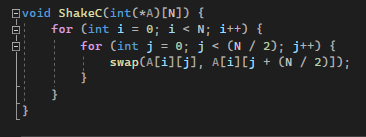 void ShakeC(int(*A)[N]) {
    for (int i = 0; i < N; i++) {
        for (int j = 0; j < (N / 2); j++) {
            swap(A[i][j], A[i][j + (N / 2)]);
        }
    }
}